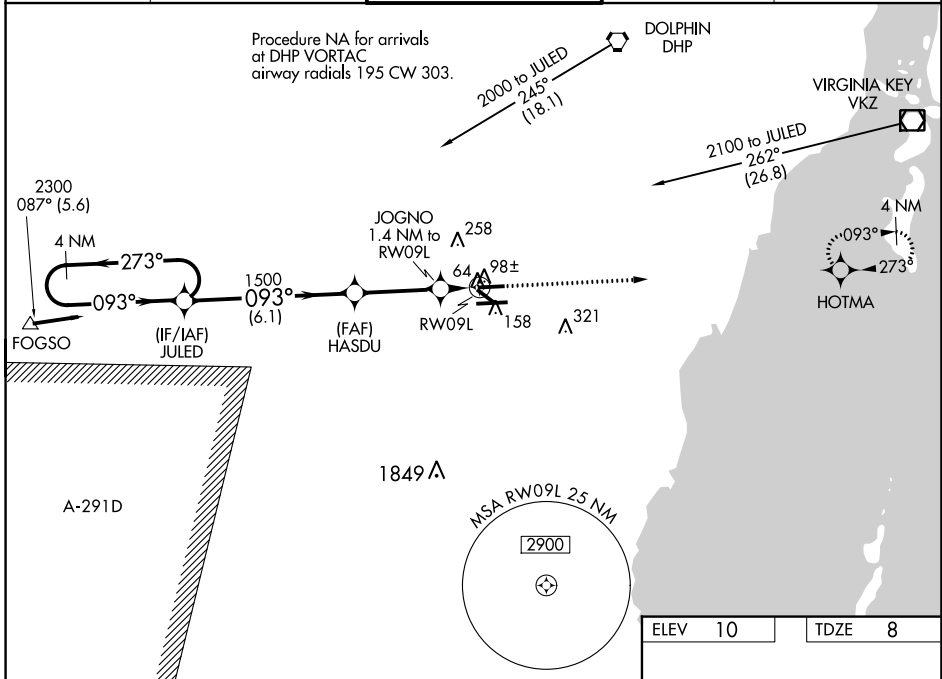 Procedure NA for arrivals
at DHP VORTAC
airway radials 195 CW 303.
DOLPHIN
DHP
2000 to JULED
245°
(18.1)
VIRGINIA KEY
VKZ
2100 to JULED
262°
(26.8)
2300
087° (5.6)
4 NM
273°
093°
FOGSO
(IF/IAF)
JULED
1500
093°
(6.1)
(FAF)
HASDU
JOGNO
1.4 NM to
RW09L
258
64
98±
RW09L
158
321
4 NM
093°
273°
HOTMA
A-291D
1849
MSA RW09L 25 NM
2900
ELEV 10
TDZE 8